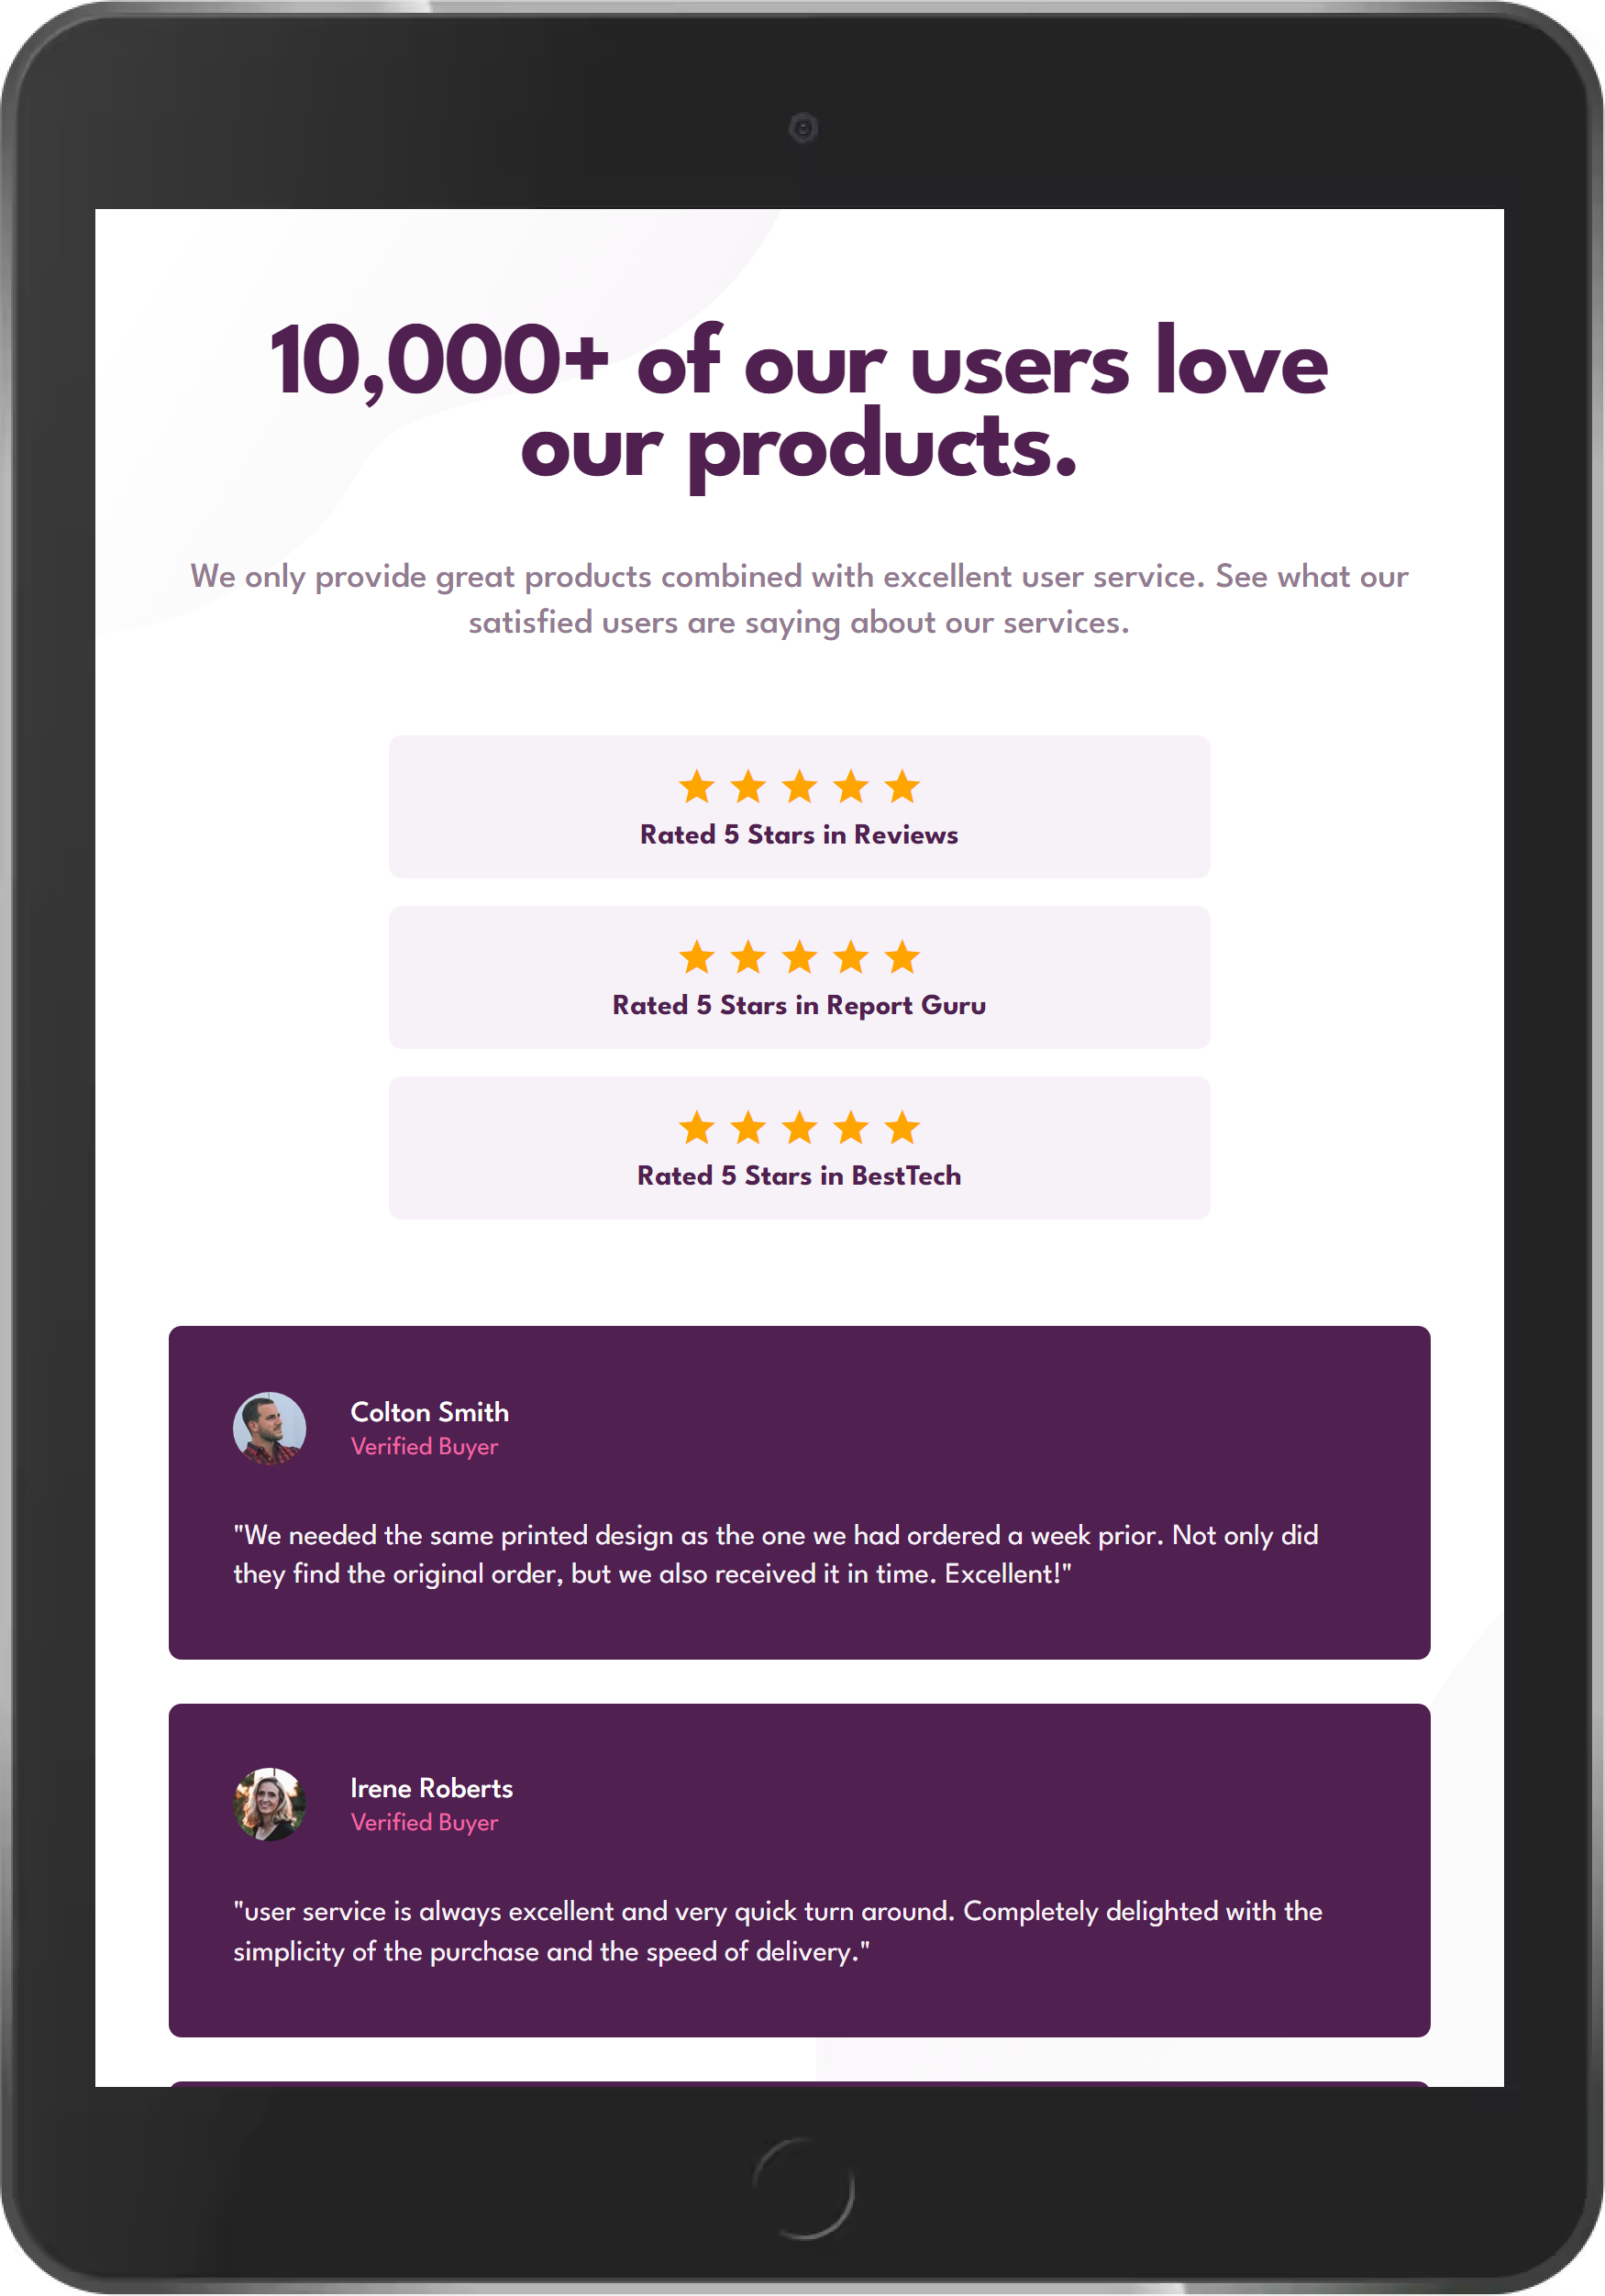 10,000+ of our users love
our products.
We only provide great products combined with excellent user service. See what our
satisfied users are saying about our services.
Rated 5 Stars in Reviews
Rated 5 Stars in Report Guru
Rated 5 Stars in BestTech
Colton Smith
Verified Buyer
"We needed the same printed design as the one we had ordered a week prior. Not only did
they find the original order, but we also received it in time. Excellent!"
Irene Roberts
Verified Buyer
"user service is always excellent and very quick turn around. Completely delighted with the
simplicity of the purchase and the speed of delivery."